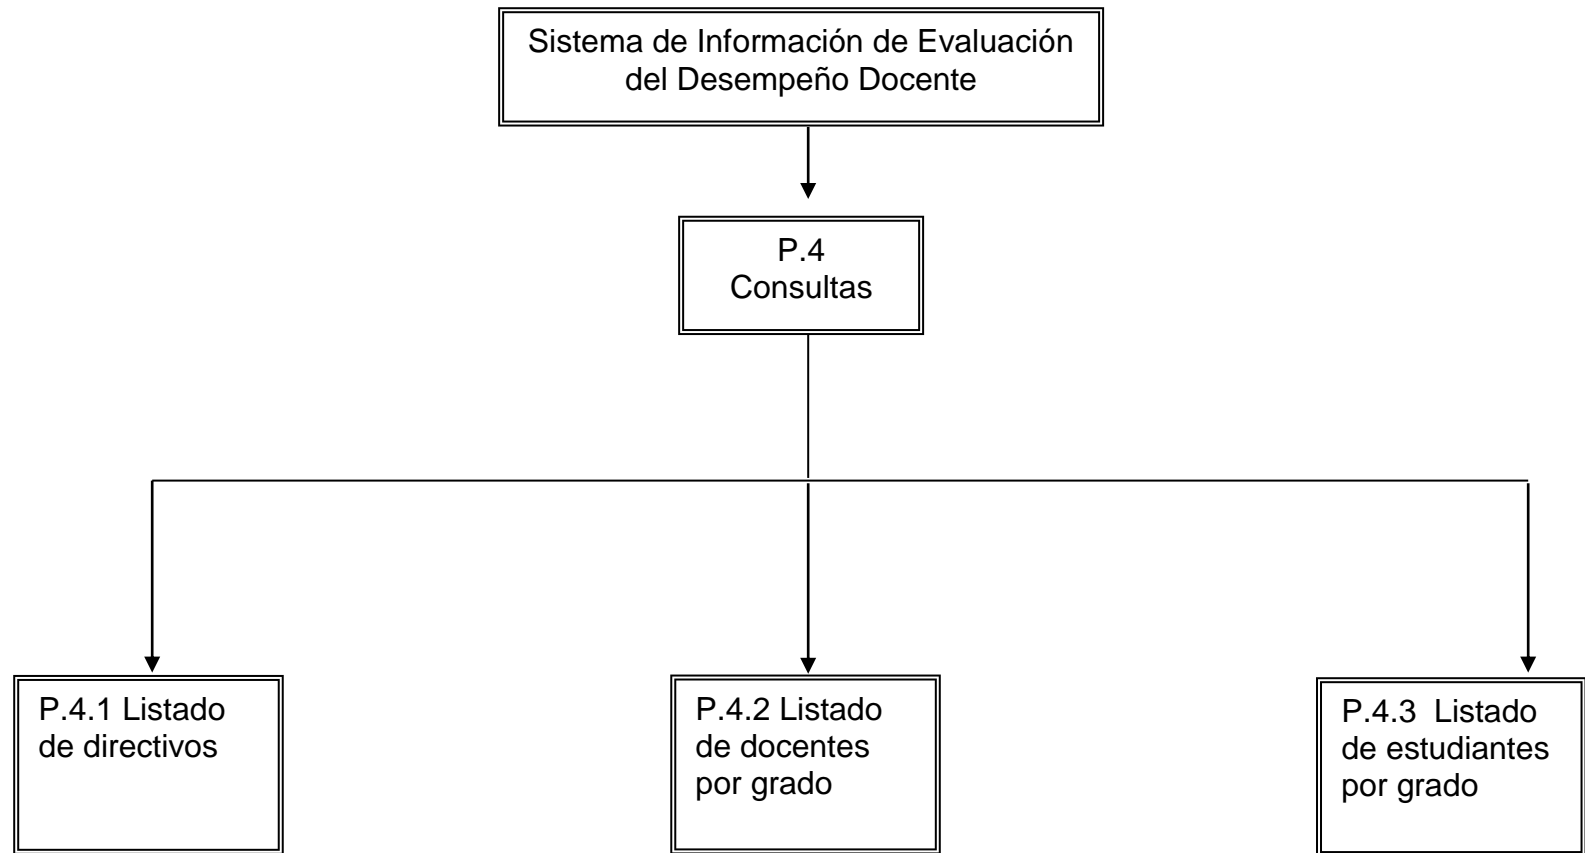 Sistema de Información de Evaluación
del Desempeño Docente
P.4
Consultas
P.4.1 Listado
de directivos
P.4.2 Listado
de docentes
por grado
P.4.3  Listado
de estudiantes
por grado